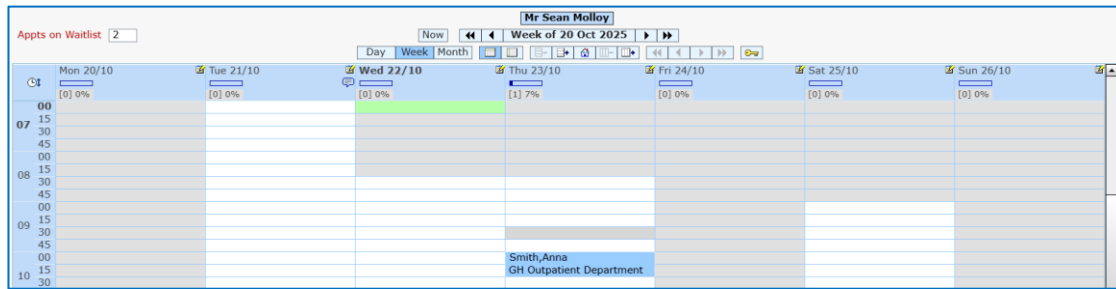 Mr Sean Molloy
Appts on Waitlist 2
Now Week of 20 Oct 2025
Day Week Month
Mon 20/10 Tue 21/10 Wed 22/10 Thu 23/10 Fri 24/10 Sat 25/10 Sun 26/10
[0] 0% [0] 0% [0] 0% [1] 7% [0] 0% [0] 0% [0] 0%
00
07 15
30
45
00
08 15
30
45
00
09 15
30
45
00 Smith,Anna
10 15 GH Outpatient Department
30